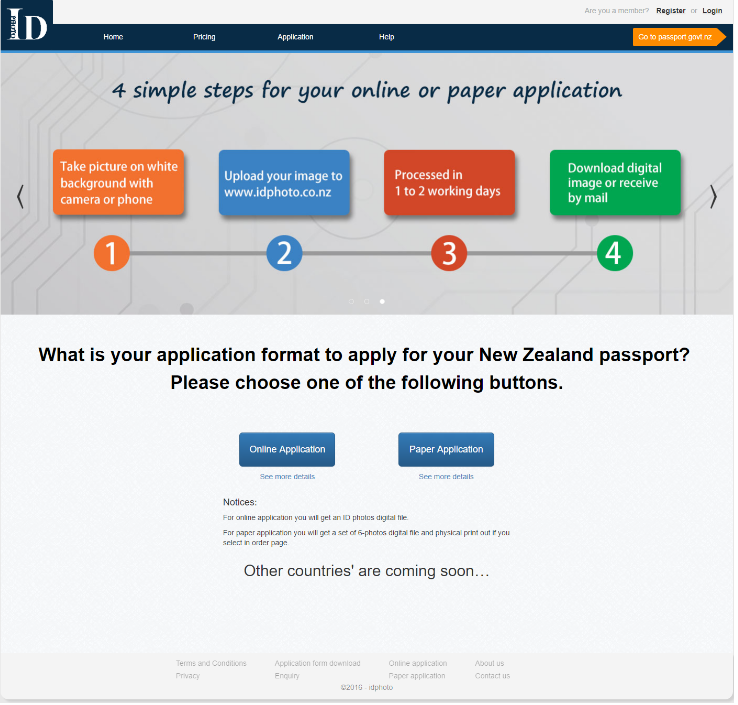 Are you a member? Register or Login
photo
ID
Home Pricing Application Help
Go to passport.govt.nz
4 simple steps for your online or paper application
Take picture on white
background with
camera or phone
Upload your image to
www.idphoto.co.nz
Processed in
1 to 2 working days
Download digital
image or receive
by mail
1 2 3 4
What is your application format to apply for your New Zealand passport?
Please choose one of the following buttons.
Online Application Paper Application
See more details See more details
Notices:
For online application you will get an ID photos digital file.
For paper application you will get a set of 6-photos digital file and physical print out if you
select in order page.
Other countries' are coming soon…
Terms and Conditions Application form download Online application About us
Privacy Enquiry Paper application Contact us
©2016 - idphoto